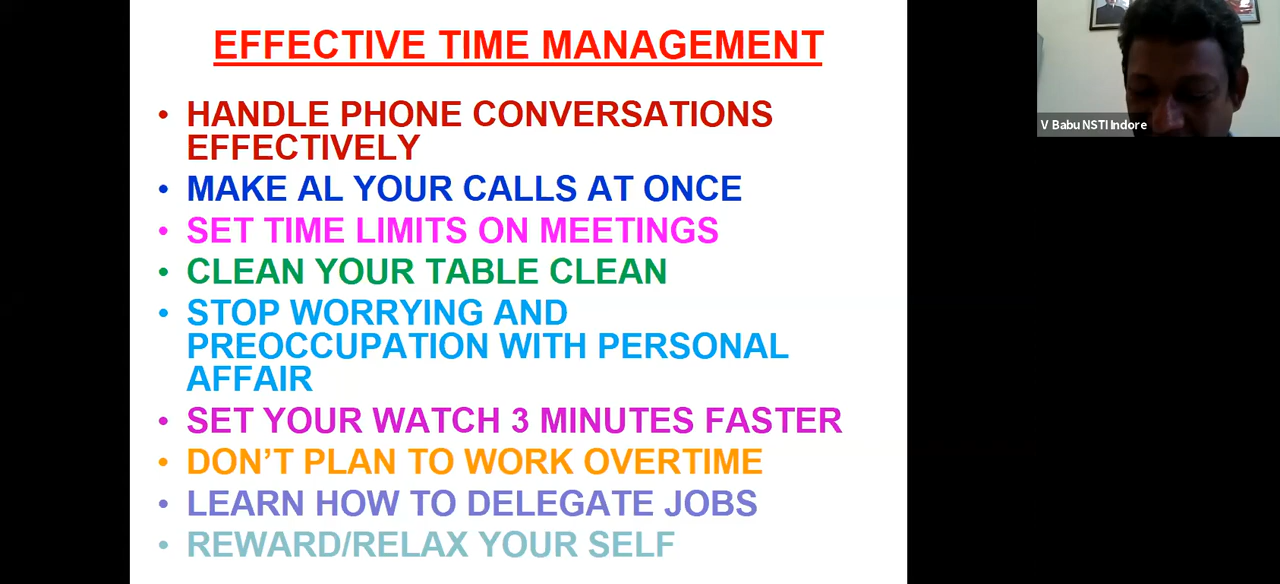 EFFECTIVE TIME MANAGEMENT
• HANDLE PHONE CONVERSATIONS
EFFECTIVELY
• MAKE AL YOUR CALLS AT ONCE
• SET TIME LIMITS ON MEETINGS
• CLEAN YOUR TABLE CLEAN
• STOP WORRYING AND
PREOCCUPATION WITH PERSONAL
AFFAIR
• SET YOUR WATCH 3 MINUTES FASTER
• DON'T PLAN TO WORK OVERTIME
• LEARN HOW TO DELEGATE JOBS
• REWARD/RELAX YOUR SELF
V Babu NSTI Indore